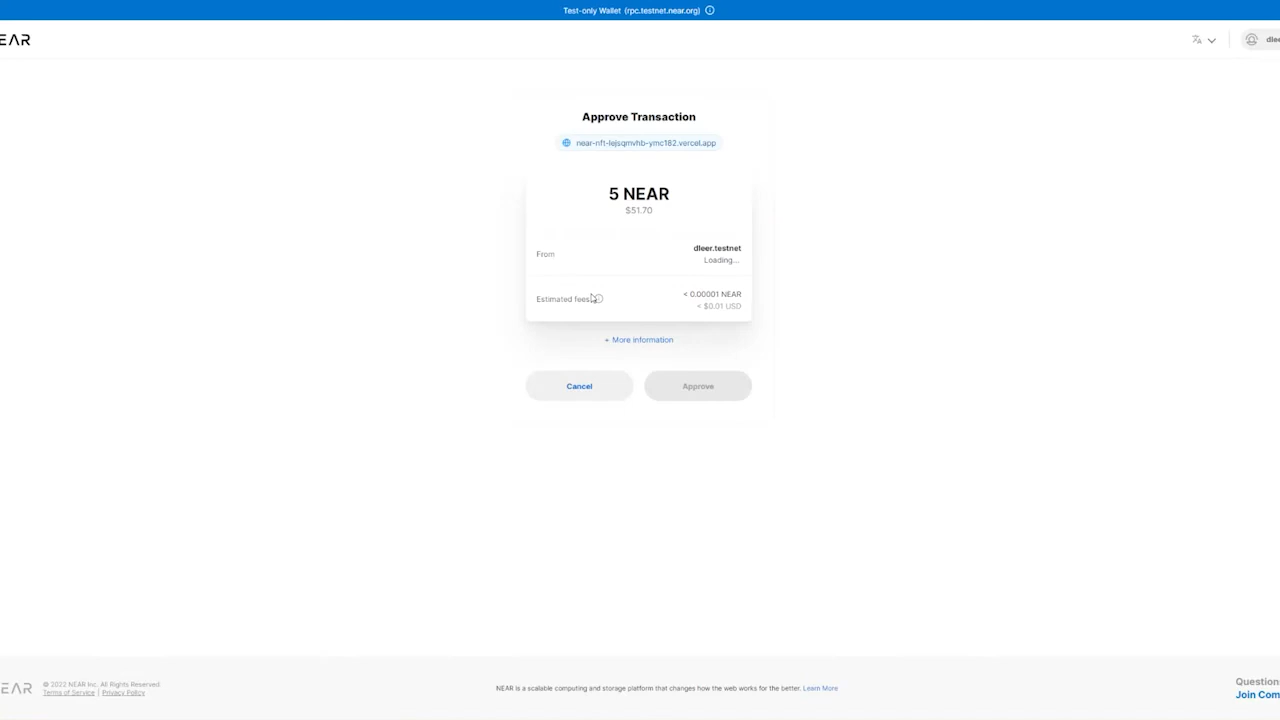 Test-only Wallet (rpc.testnet.near.org)
EAR
dlee
Approve Transaction
near-nft-lejsqrnvhb-ymc182.vercel.app
5 NEAR
$51.70
From
dleer.testnet
Loading...
Estimated fees
< 0.00001 NEAR
< $0.01 USD
+ More information
Cancel
Approve
EAR
© 2022 NEAR Inc. All Rights Reserved.
Terms of Service | Privacy Policy
NEAR is a scalable computing and storage platform that changes how the web works for the better. Learn More
Question
Join Com